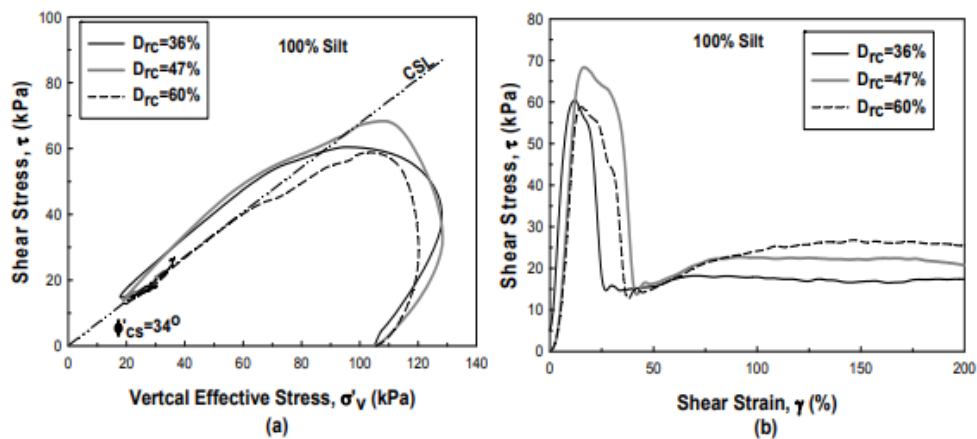 100
80
60
40
20
0
Shear Stress, τ (kPa)
Drc=36%
Drc=47%
Drc=60%
100% Silt
CSL
ϕ'cs=34o
0 20 40 60 80 100 120 140
Vertcal Effective Stress, σ'v (kPa)
(a)
80
70
60
50
40
30
20
10
0
Shear Stress, τ (kPa)
100% Silt
Drc=36%
Drc=47%
Drc=60%
0 50 100 150 200
Shear Strain, γ (%)
(b)